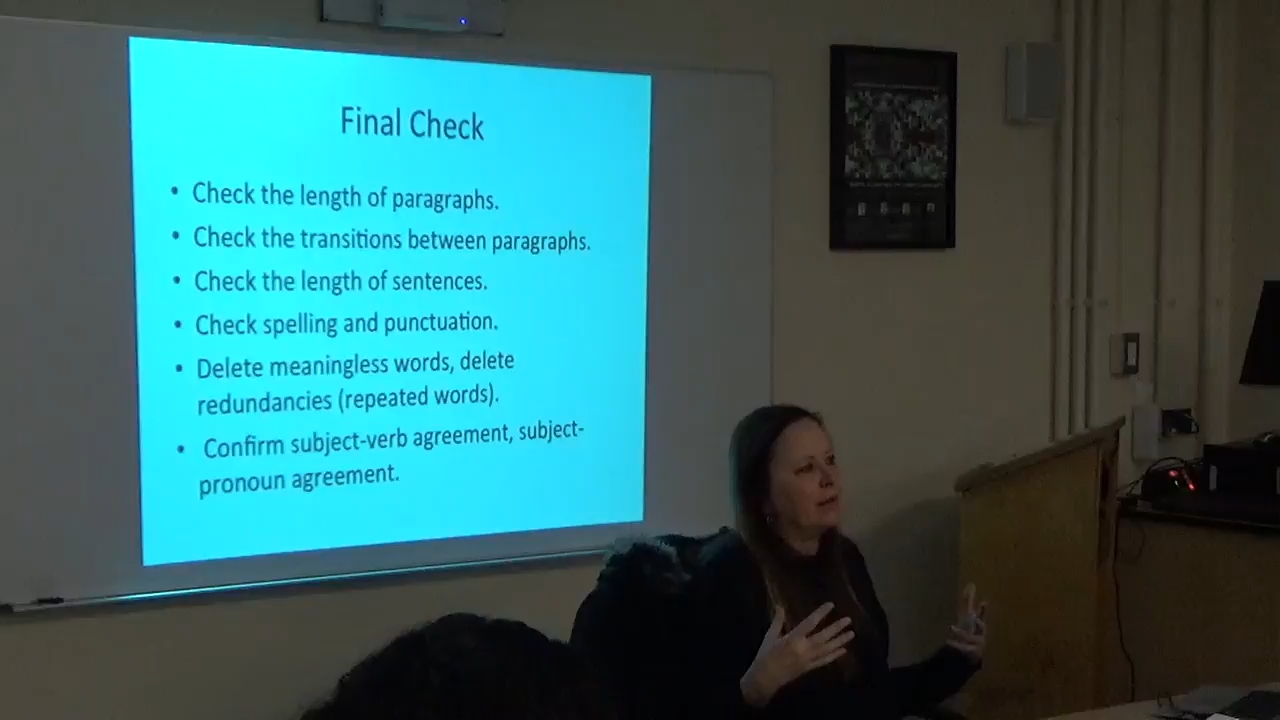 Final Check
• Check the length of paragraphs.
• Check the transitions between paragraphs.
• Check the length of sentences.
• Check spelling and punctuation.
• Delete meaningless words, delete
redundancies (repeated words).
• Confirm subject-verb agreement, subject-
pronoun agreement.